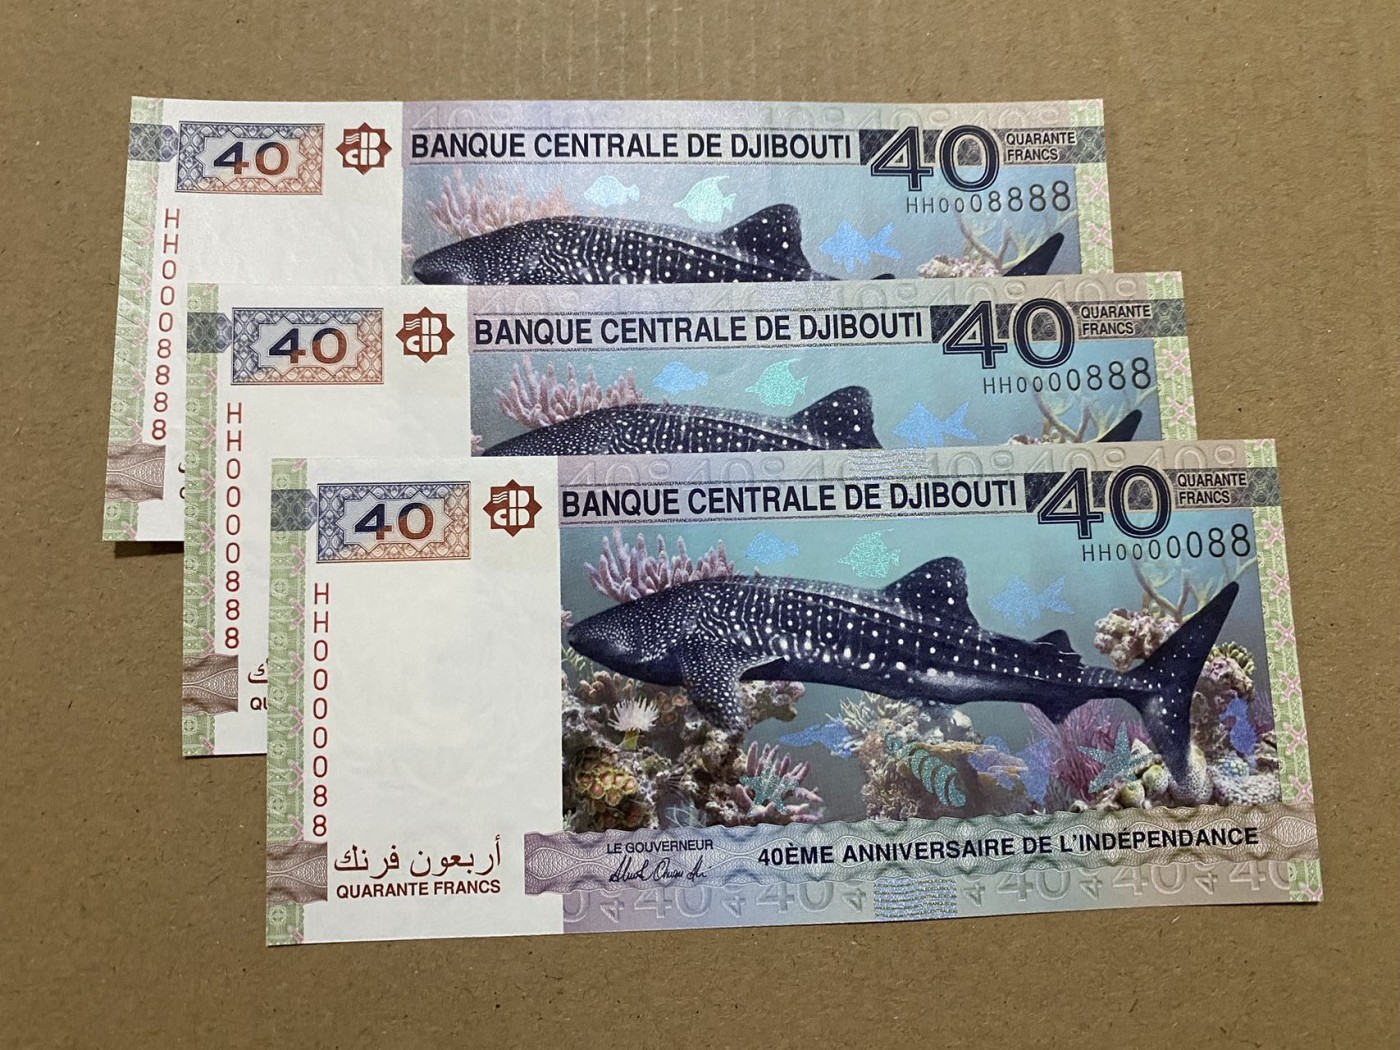 40
BANQUE CENTRALE DE DJIBOUTI
40
QUARANTE
FRANCS
HH0008888
HH0008888
40
BANQUE CENTRALE DE DJIBOUTI
40
QUARANTE
FRANCS
HH0000888
HH0000888
40
BANQUE CENTRALE DE DJIBOUTI
40
QUARANTE
FRANCS
HH0000088
HH0000088
أربعون فرنك
QUARANTE FRANCS
LE GOUVERNEUR
40ÈME ANNIVERSAIRE DE L'INDÉPENDANCE